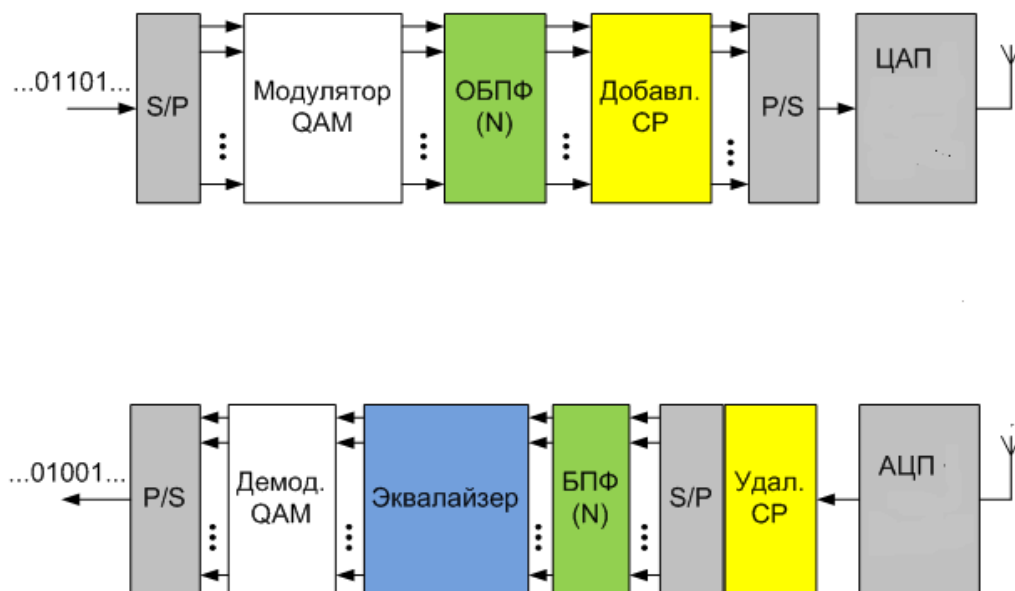 ...01101...
S/P
Модулятор
QAM
ОБПФ
(N)
Добавл.
CP
P/S
ЦАП
...01001...
P/S
Демод.
QAM
Эквалайзер
БПФ
(N)
S/P
Удал.
CP
АЦП